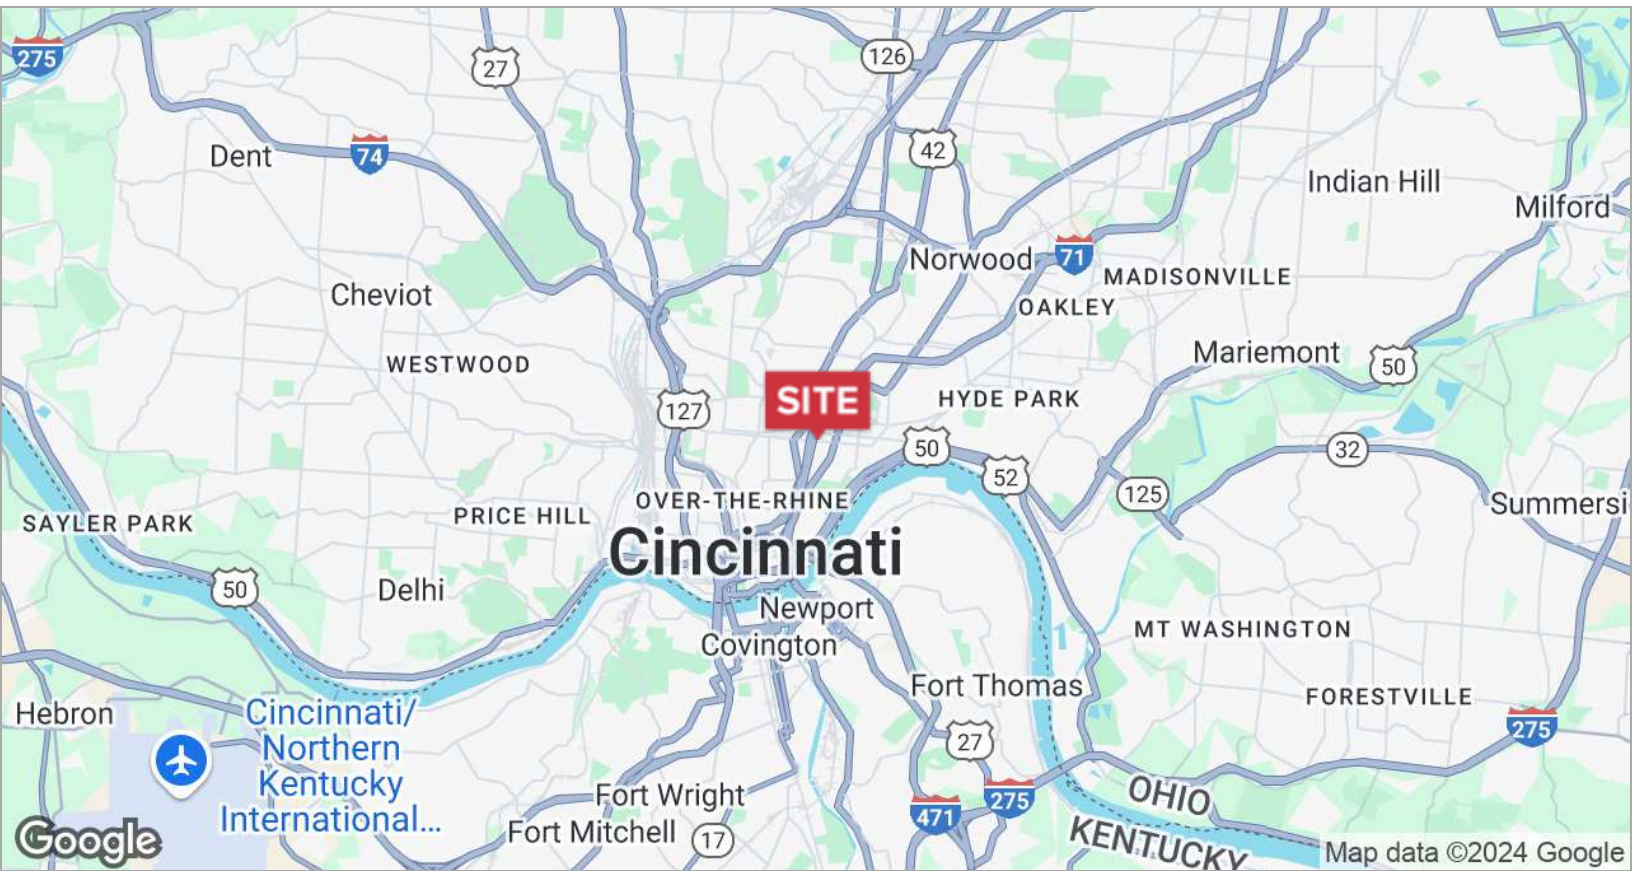 275
27
126
42
Dent
74
Indian Hill
Milford
Norwood
71
MADISONVILLE
Cheviot
OAKLEY
WESTWOOD
Mariemont
50
SITE
HYDE PARK
127
50
32
52
125
OVER-THE-RHINE
Summersi
SAYLER PARK
PRICE HILL
Cincinnati
50
Delhi
Newport
MT WASHINGTON
Covington
Fort Thomas
FORESTVILLE
Hebron
Cincinnati/
Northern
Kentucky
International...
275
27
Fort Wright
OHIO
275
471
Fort Mitchell
17
KENTUCKY
Google
Map data ©2024 Google